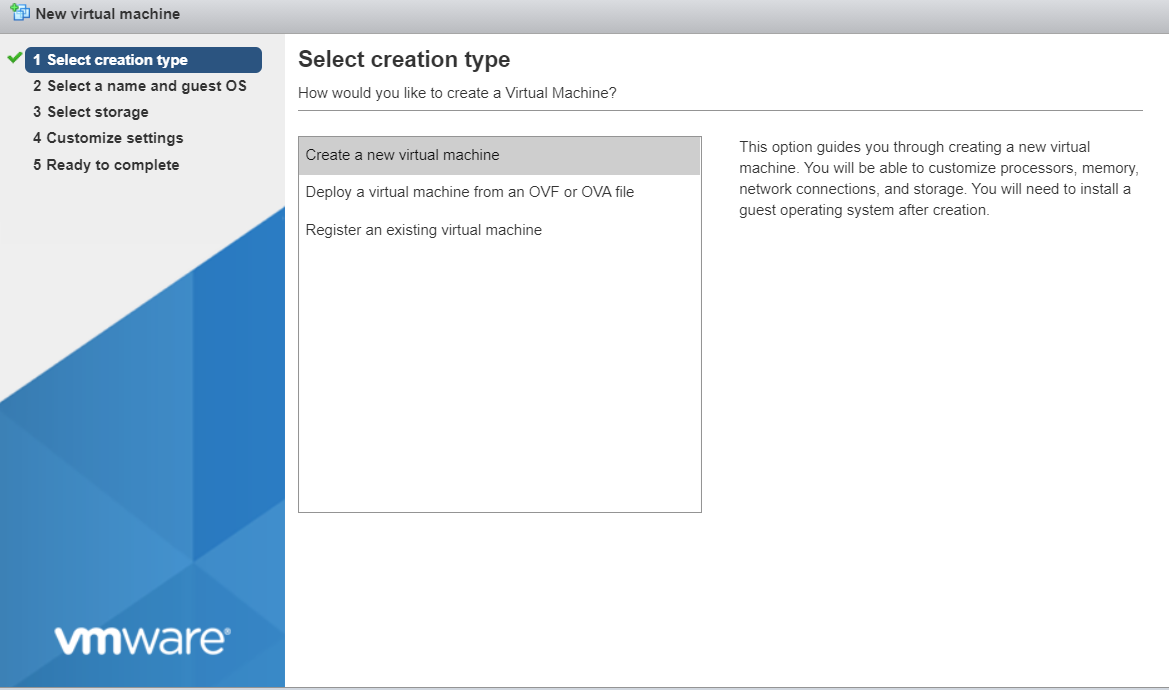 New virtual machine
1 Select creation type
2 Select a name and guest OS
3 Select storage
4 Customize settings
5 Ready to complete
vmware®
Select creation type
How would you like to create a Virtual Machine?
Create a new virtual machine
Deploy a virtual machine from an OVF or OVA file
Register an existing virtual machine
This option guides you through creating a new virtual
machine. You will be able to customize processors, memory,
network connections, and storage. You will need to install a
guest operating system after creation.